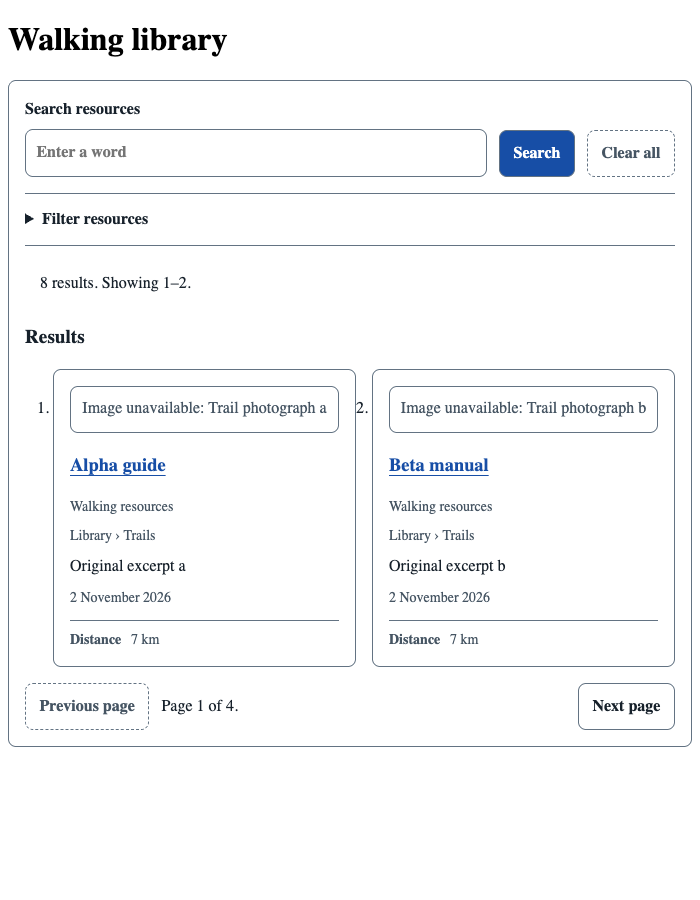 Walking library
Search resources
Enter a word
Search
Clear all
Filter resources
8 results. Showing 1–2.
Results
1.
Image unavailable: Trail photograph a
Alpha guide
Walking resources
Library › Trails
Original excerpt a
2 November 2026
Distance 7 km
2.
Image unavailable: Trail photograph b
Beta manual
Walking resources
Library › Trails
Original excerpt b
2 November 2026
Distance 7 km
Previous page
Page 1 of 4.
Next page